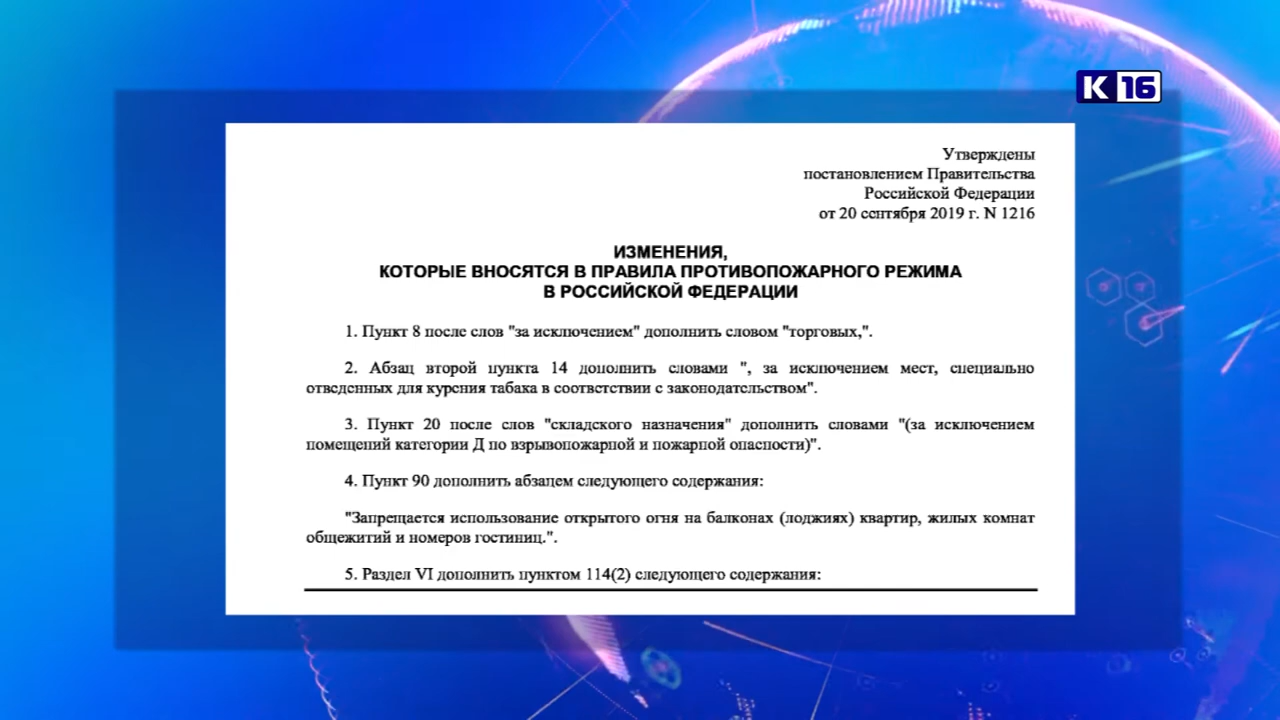 К 16
Утверждены
постановлением Правительства
Российской Федерации
от 20 сентября 2019 г. N 1216
ИЗМЕНЕНИЯ,
КОТОРЫЕ ВНОСЯТСЯ В ПРАВИЛА ПРОТИВОПОЖАРНОГО РЕЖИМА
В РОССИЙСКОЙ ФЕДЕРАЦИИ
1. Пункт 8 после слов "за исключением" дополнить словом "торговых,".
2. Абзац второй пункта 14 дополнить словами ", за исключением мест, специально
отведенных для курения табака в соответствии с законодательством".
3. Пункт 20 после слов "складского назначения" дополнить словами "(за исключением
помещений категории Д по взрывопожарной и пожарной опасности)".
4. Пункт 90 дополнить абзацем следующего содержания:
"Запрещается использование открытого огня на балконах (лоджиях) квартир, жилых комнат
общежитий и номеров гостиниц.".
5. Раздел VI дополнить пунктом 114(2) следующего содержания: